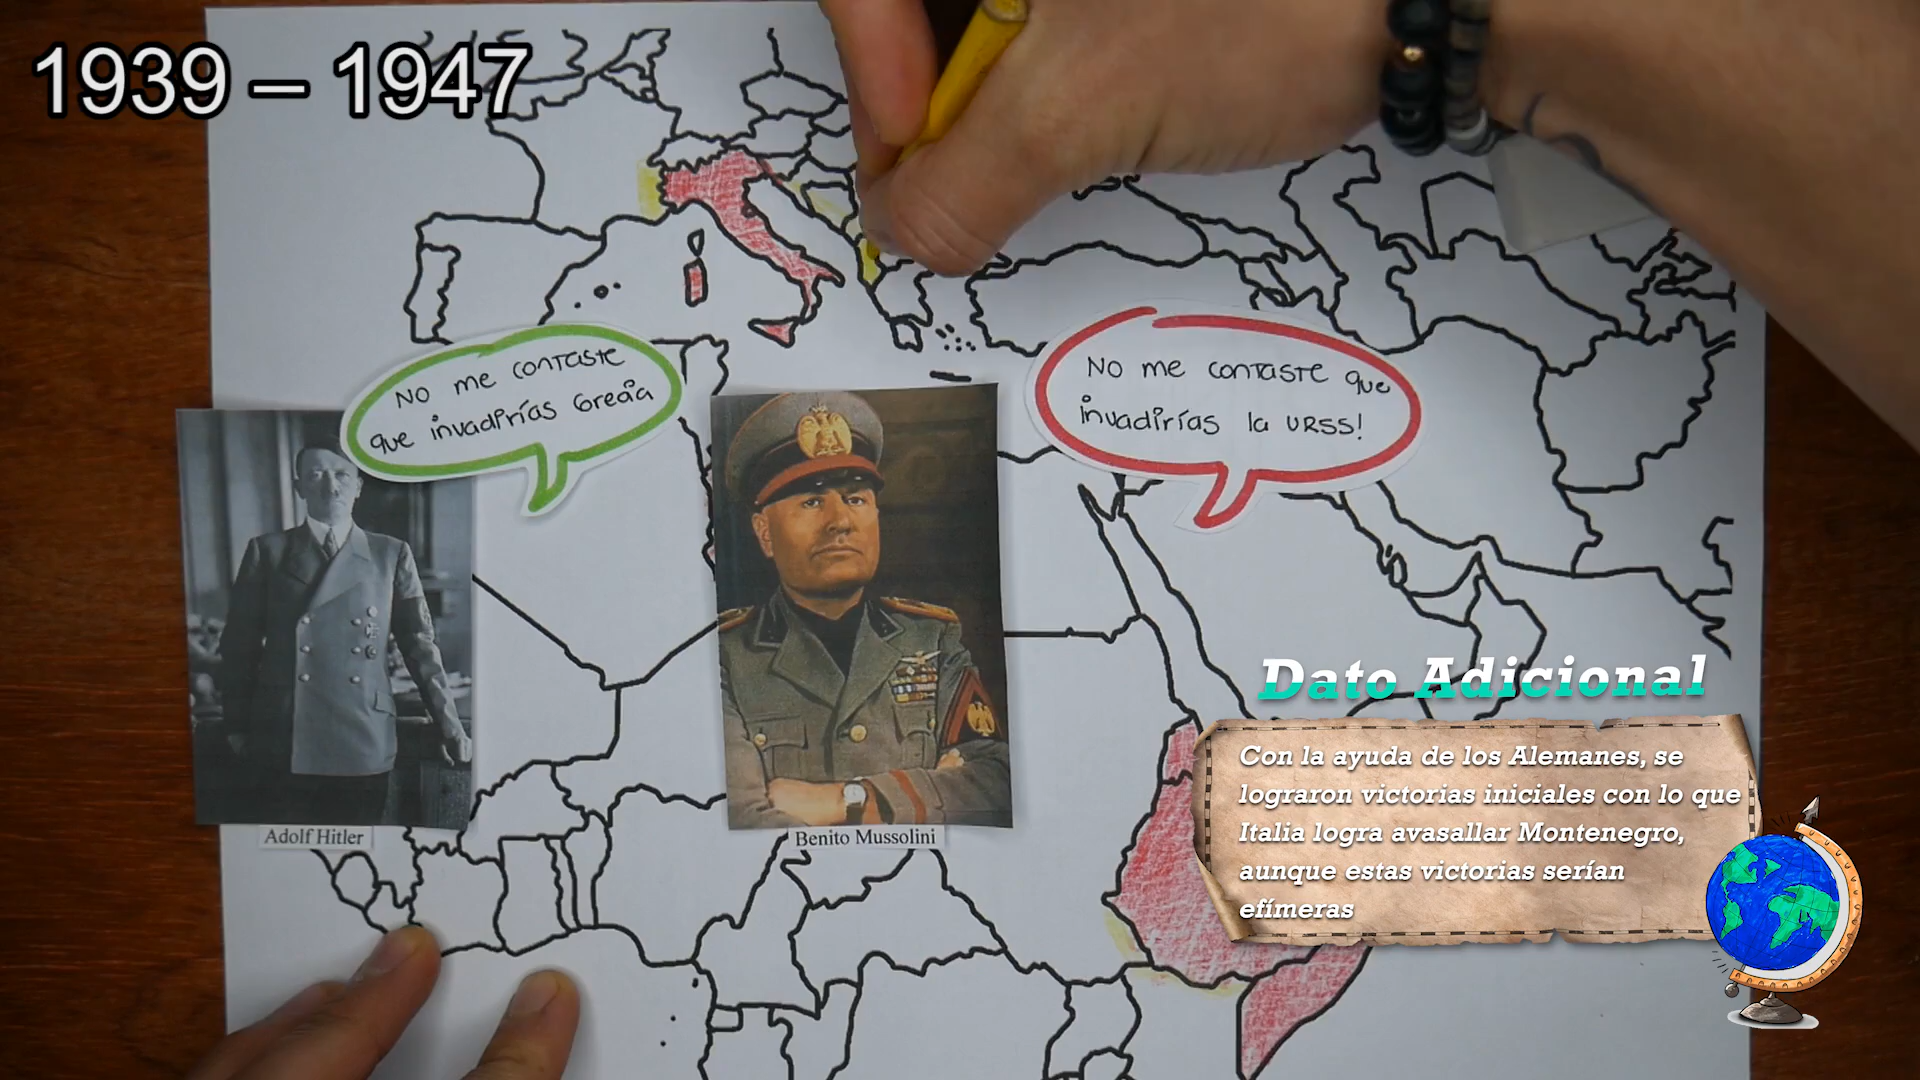 1939 – 1947
No me contaste
que invadirías Grecia
No me contaste que
invadirías la URSS!
Adolf Hitler
Benito Mussolini
Dato Adicional
Con la ayuda de los Alemanes, se
lograron victorias iniciales con lo que
Italia logra avasallar Montenegro,
aunque estas victorias serían
efímeras